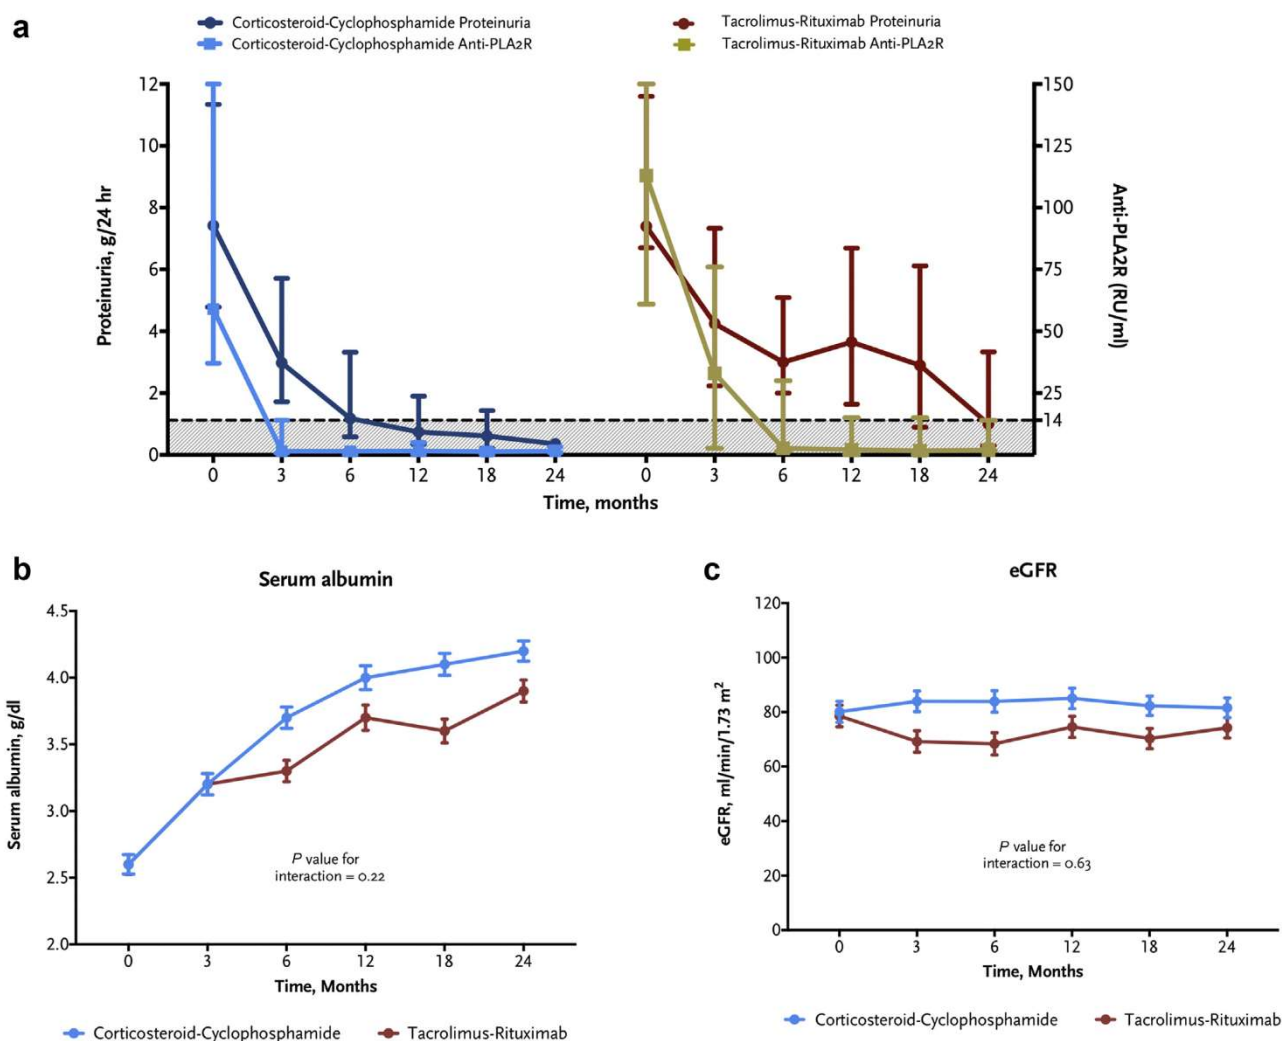 a
Corticosteroid-Cyclophosphamide Proteinuria
Corticosteroid-Cyclophosphamide Anti-PLA2R
Tacrolimus-Rituximab Proteinuria
Tacrolimus-Rituximab Anti-PLA2R
Proteinuria, g/24 hr
12
10
8
6
4
2
0
0 3 6 12 18 24
0 3 6 12 18 24
Time, months
150
125
100
75
50
25
14
0
Anti-PLA2R (RU/ml)
b
Serum albumin
Serum albumin, g/dl
4.5
4.0
3.5
3.0
2.5
2.0
P value for
interaction = 0.22
0 3 6 12 18 24
Time, Months
Corticosteroid-Cyclophosphamide
Tacrolimus-Rituximab
c
eGFR
eGFR, ml/min/1.73 m²
120
100
80
60
40
20
0
P value for
interaction = 0.63
0 3 6 12 18 24
Time, Months
Corticosteroid-Cyclophosphamide
Tacrolimus-Rituximab